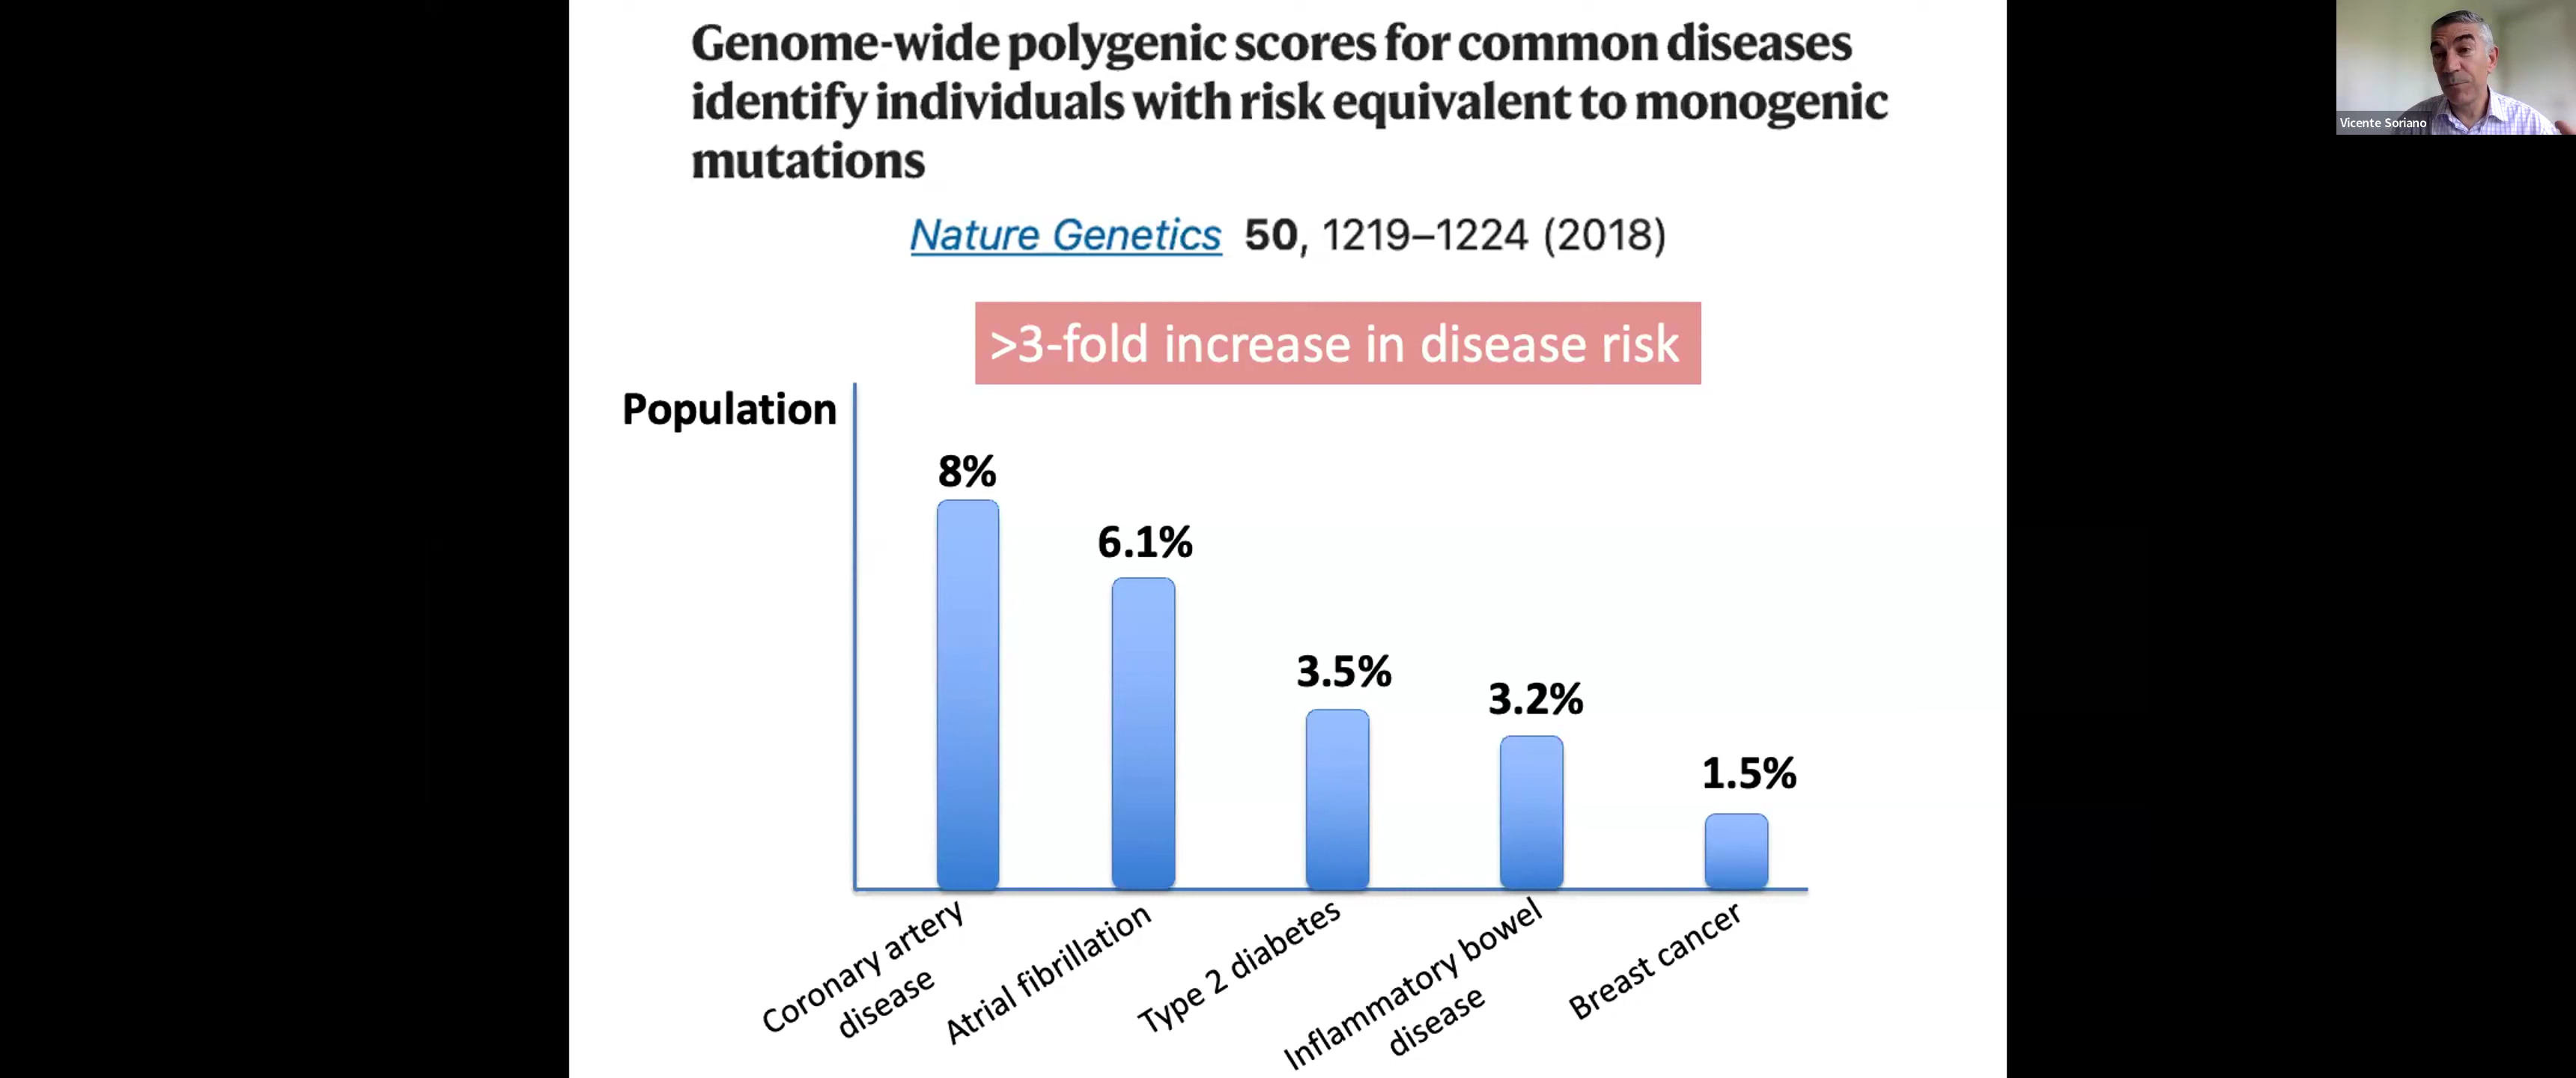 Genome-wide polygenic scores for common diseases
identify individuals with risk equivalent to monogenic
mutations
Nature Genetics 50, 1219–1224 (2018)
>3-fold increase in disease risk
Population
8%
6.1%
3.5%
3.2%
1.5%
Coronary artery
disease
Atrial fibrillation
Type 2 diabetes
Inflammatory bowel
disease
Breast cancer
Vicente Soriano